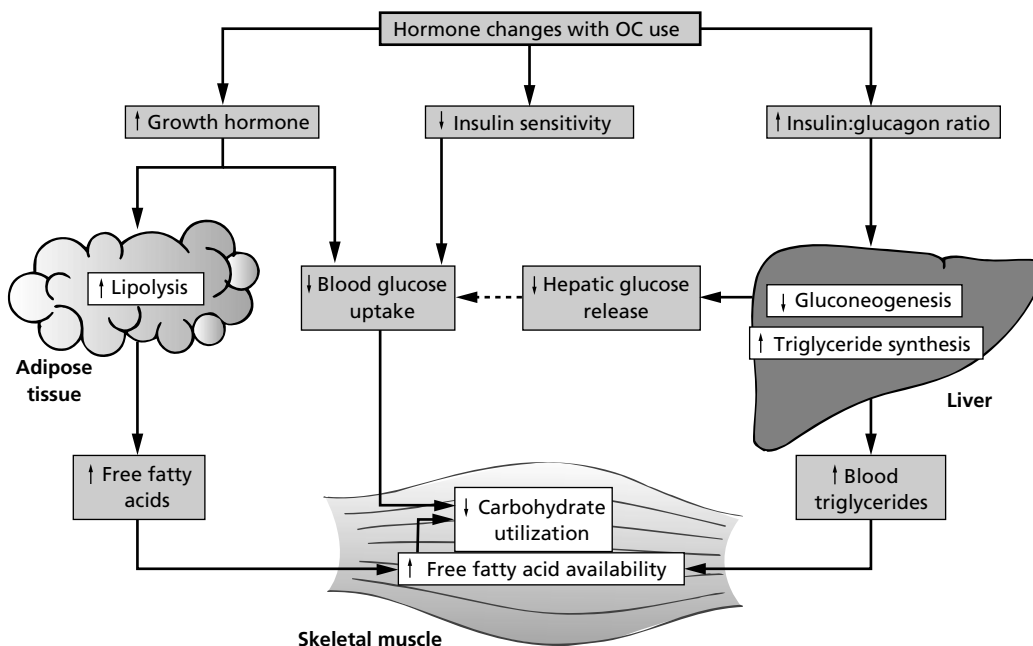 Hormone changes with OC use
↑ Growth hormone
↓ Insulin sensitivity
↑ Insulin:glucagon ratio
↑ Lipolysis
Adipose
tissue
↓ Blood glucose
uptake
↓ Hepatic glucose
release
↓ Gluconeogenesis
↑ Triglyceride synthesis
Liver
↑ Free fatty
acids
↓ Carbohydrate
utilization
↑ Free fatty acid availability
↑ Blood
triglycerides
Skeletal muscle